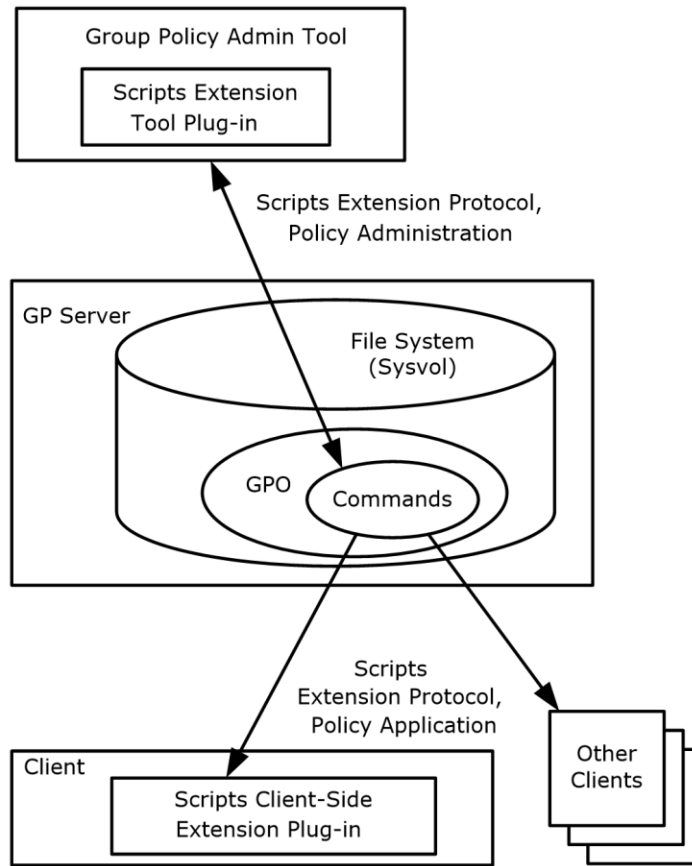 Group Policy Admin Tool
Scripts Extension
Tool Plug-in
Scripts Extension Protocol,
Policy Administration
GP Server
File System
(Sysvol)
GPO
Commands
Scripts
Extension Protocol,
Policy Application
Client
Scripts Client-Side
Extension Plug-in
Other
Clients